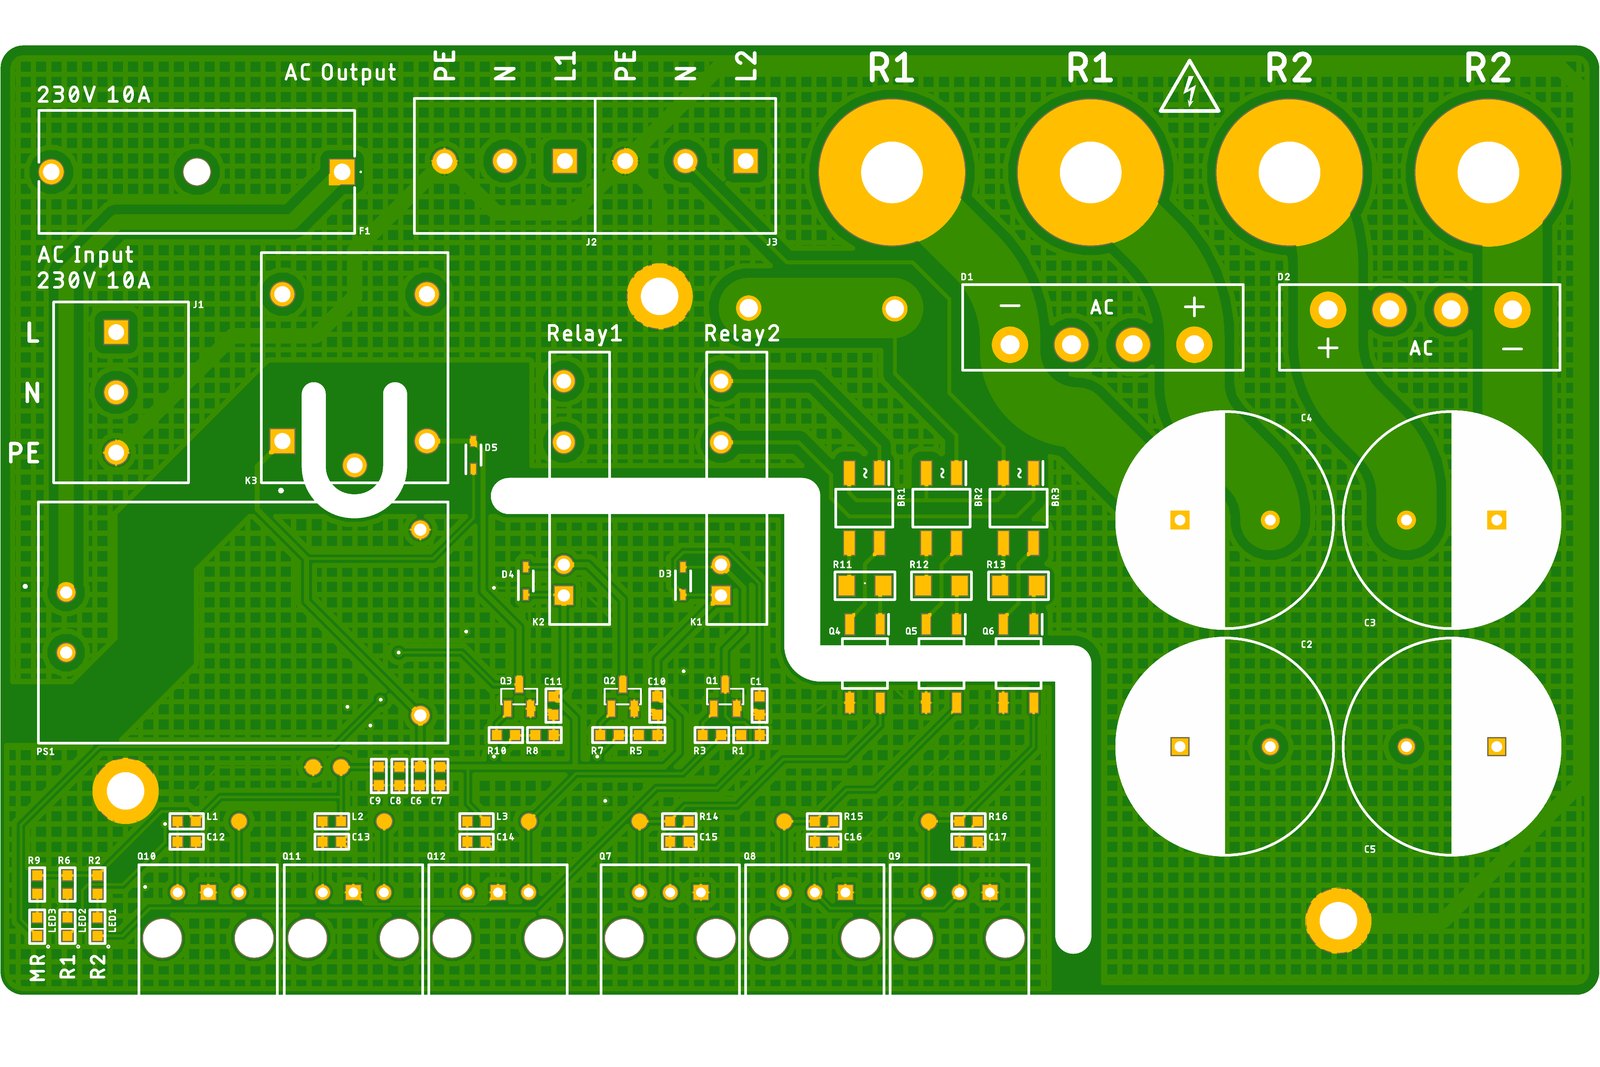 PE N L1 PE N L2
R1 R1 R2 R2
AC Output
230V 10A
F1
J2
J3
AC Input
230V 10A
J1
L
N
PE
K3
D5
Relay1
Relay2
D1
− AC +
D2
+ AC −
C4
~ ~ ~
BR1 BR2 BR3
R11 R12 R13
D4
D3
K2
K1
Q4 Q5 Q6
C3
C2
Q3 C11 Q2 C10 Q1 C1
R10 R8 R7 R5 R3 R1
PS1
C9 C8 C6 C7
L1 L2 L3 R14 R15 R16
C12 C13 C14 C15 C16 C17
C5
Q10 Q11 Q12 Q7 Q8 Q9
R9 R6 R2
LED3 LED2 LED1
MR R1 R2